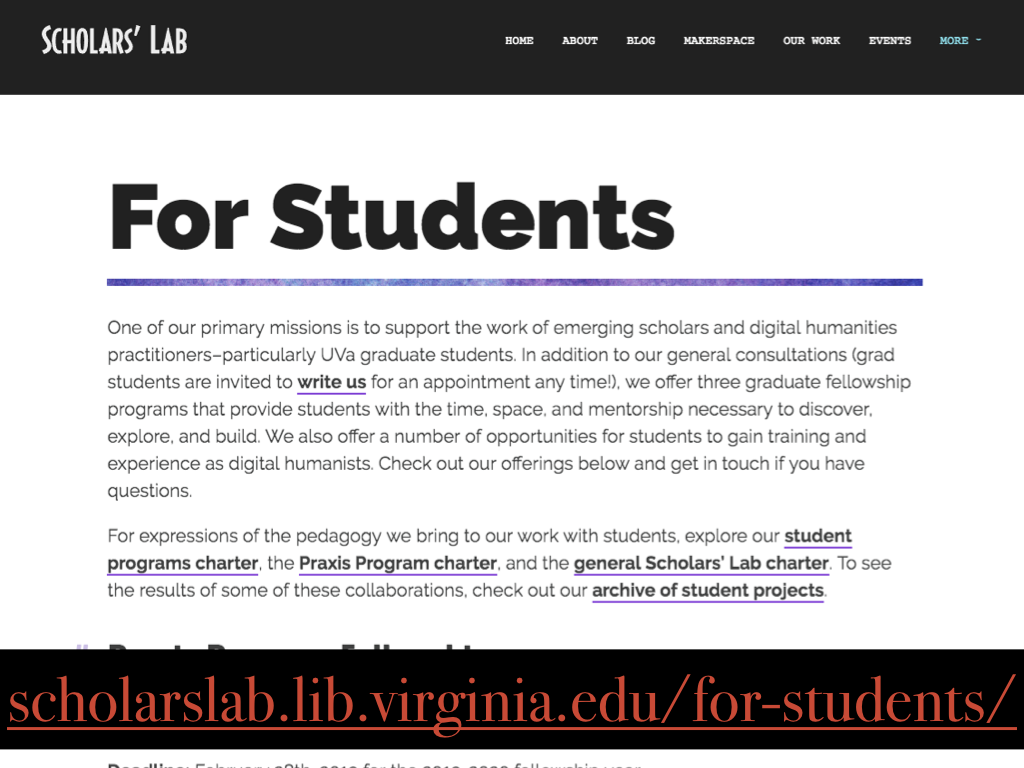 SCHOLARS' LAB
HOME ABOUT BLOG MAKERSPACE OUR WORK EVENTS MORE
For Students
One of our primary missions is to support the work of emerging scholars and digital humanities
practitioners–particularly UVa graduate students. In addition to our general consultations (grad
students are invited to write us for an appointment any time!), we offer three graduate fellowship
programs that provide students with the time, space, and mentorship necessary to discover,
explore, and build. We also offer a number of opportunities for students to gain training and
experience as digital humanists. Check out our offerings below and get in touch if you have
questions.
For expressions of the pedagogy we bring to our work with students, explore our student
programs charter, the Praxis Program charter, and the general Scholars' Lab charter. To see
the results of some of these collaborations, check out our archive of student projects.
scholarslab.lib.virginia.edu/for-students/